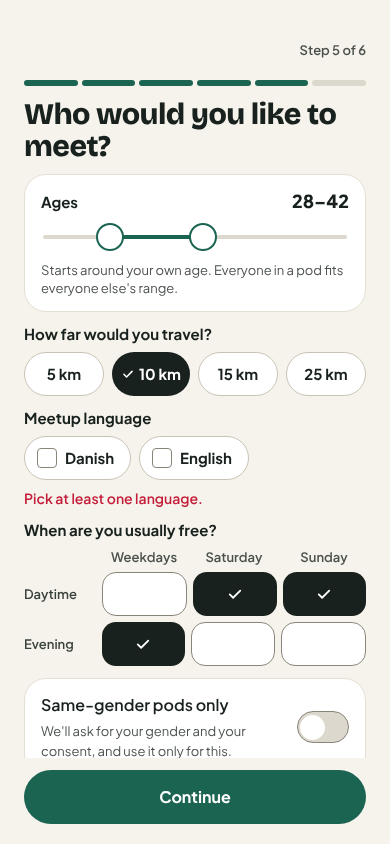 Step 5 of 6
Who would you like to
meet?
Ages
28–42
Starts around your own age. Everyone in a pod fits
everyone else's range.
How far would you travel?
5 km
10 km
15 km
25 km
Meetup language
Danish
English
Pick at least one language.
When are you usually free?
Weekdays
Saturday
Sunday
Daytime
Evening
Same-gender pods only
We'll ask for your gender and your
consent, and use it only for this.
Continue